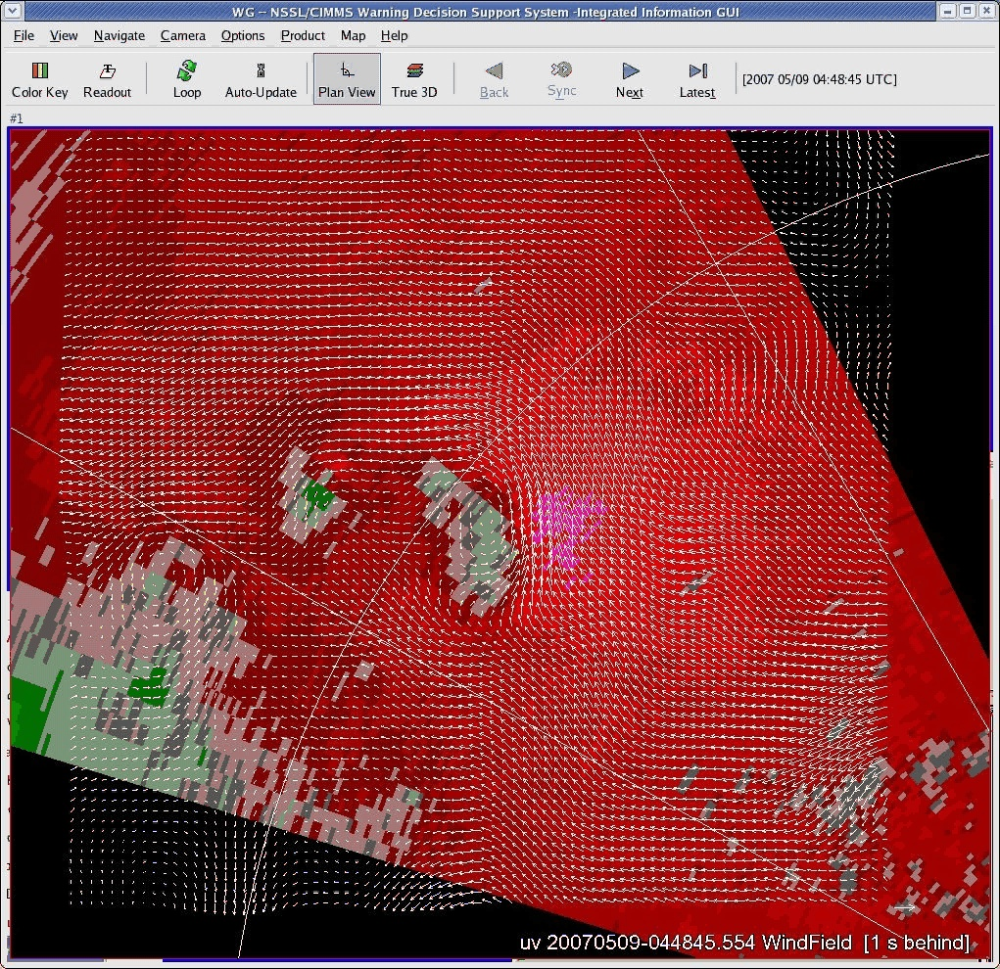 WG -- NSSL/CIMMS Warning Decision Support System -Integrated Information GUI
File View Navigate Camera Options Product Map Help
Color Key Readout Loop Auto-Update Plan View True 3D Back Sync Next Latest [2007 05/09 04:48:45 UTC]
#1
uv 20070509-044845.554 WindField [1 s behind]